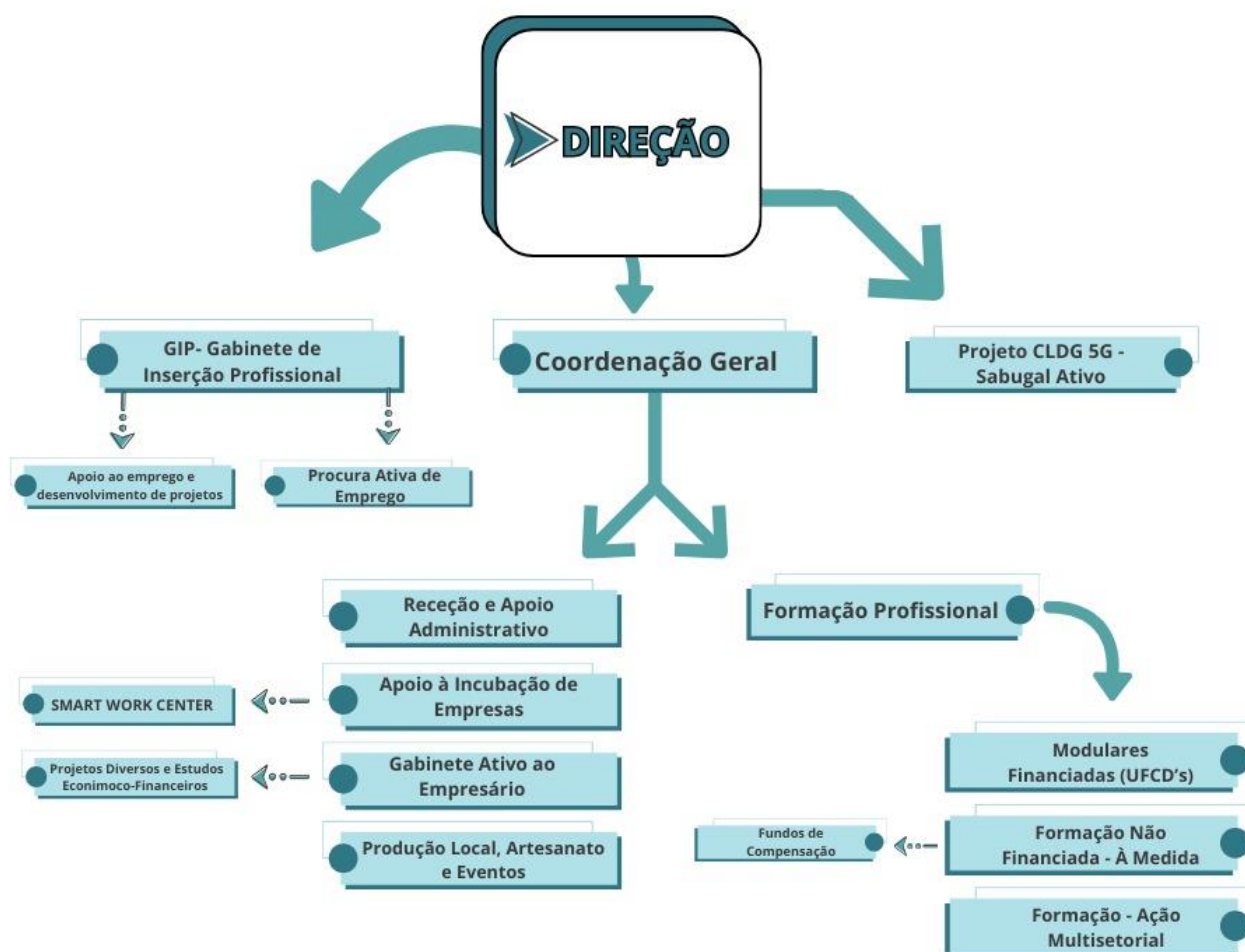 DIREÇÃO
GIP- Gabinete de
Inserção Profissional
Coordenação Geral
Projeto CLDG 5G -
Sabugal Ativo
Apoio ao emprego e
desenvolvimento de projetos
Procura Ativa de
Emprego
Receção e Apoio
Administrativo
Formação Profissional
SMART WORK CENTER
Apoio à Incubação de
Empresas
Projetos Diversos e Estudos
Econimoco-Financeiros
Gabinete Ativo ao
Empresário
Produção Local, Artesanato
e Eventos
Modulares
Financiadas (UFCD’s)
Fundos de
Compensação
Formação Não
Financiada - À Medida
Formação - Ação
Multisetorial